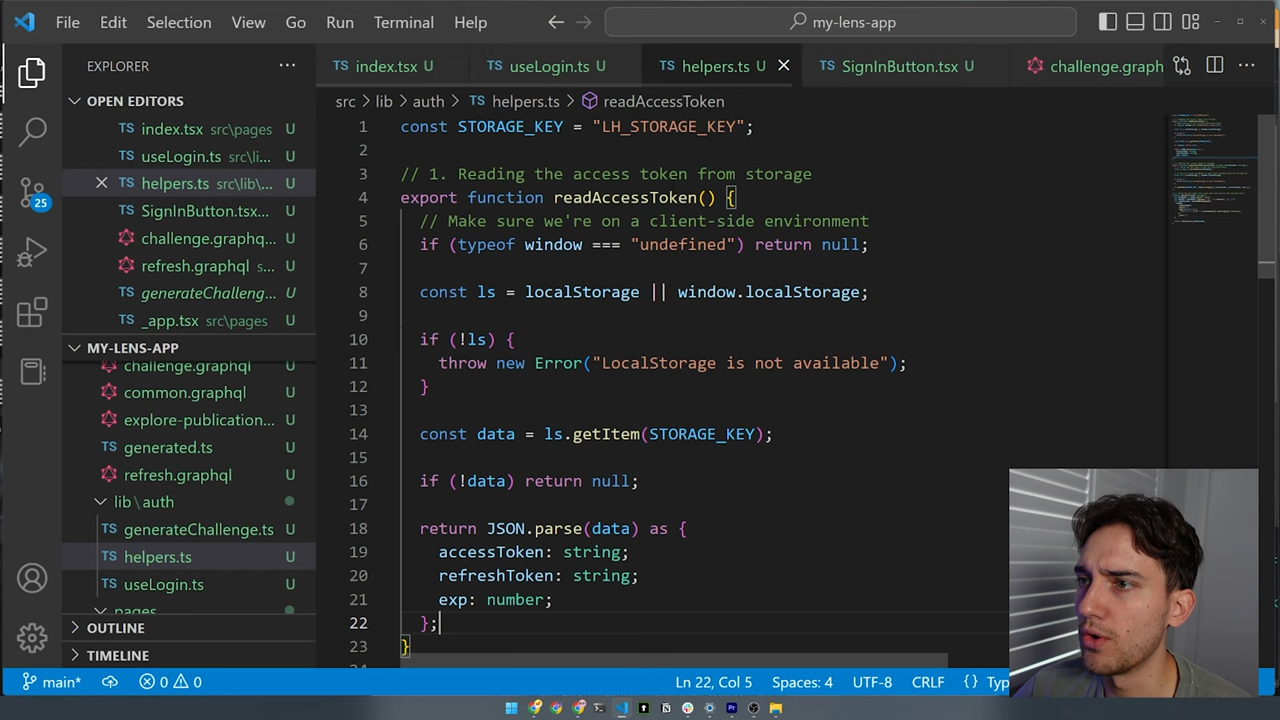 File Edit Selection View Go Run Terminal Help
my-lens-app
EXPLORER
OPEN EDITORS
TS index.tsx src\pages U
TS useLogin.ts src\li... U
TS helpers.ts src\lib\... U
TS SignInButton.tsx... U
challenge.graphq... U
refresh.graphql s... U
generateChalleng... U
TS _app.tsx src\pages U
25
MY-LENS-APP
challenge.graphql U
common.graphql U
explore-publication... U
TS generated.ts U
refresh.graphql U
lib\auth
TS generateChallenge.ts U
TS helpers.ts U
TS useLogin.ts U
pages
OUTLINE
TIMELINE
TS index.tsx U TS useLogin.ts U TS helpers.ts U TS SignInButton.tsx U challenge.graph
src > lib > auth > TS helpers.ts > readAccessToken
1 const STORAGE_KEY = "LH_STORAGE_KEY";
2
3 // 1. Reading the access token from storage
4 export function readAccessToken() {
5 // Make sure we're on a client-side environment
6 if (typeof window === "undefined") return null;
7
8 const ls = localStorage || window.localStorage;
9
10 if (!ls) {
11 throw new Error("LocalStorage is not available");
12 }
13
14 const data = ls.getItem(STORAGE_KEY);
15
16 if (!data) return null;
17
18 return JSON.parse(data) as {
19 accessToken: string;
20 refreshToken: string;
21 exp: number;
22 };
23 }
main* 0 0 Ln 22, Col 5 Spaces: 4 UTF-8 CRLF {} Typ